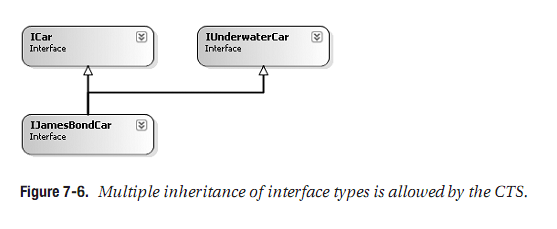 ICar
Interface
IUnderwaterCar
Interface
IJamesBondCar
Interface
Figure 7-6. Multiple inheritance of interface types is allowed by the CTS.